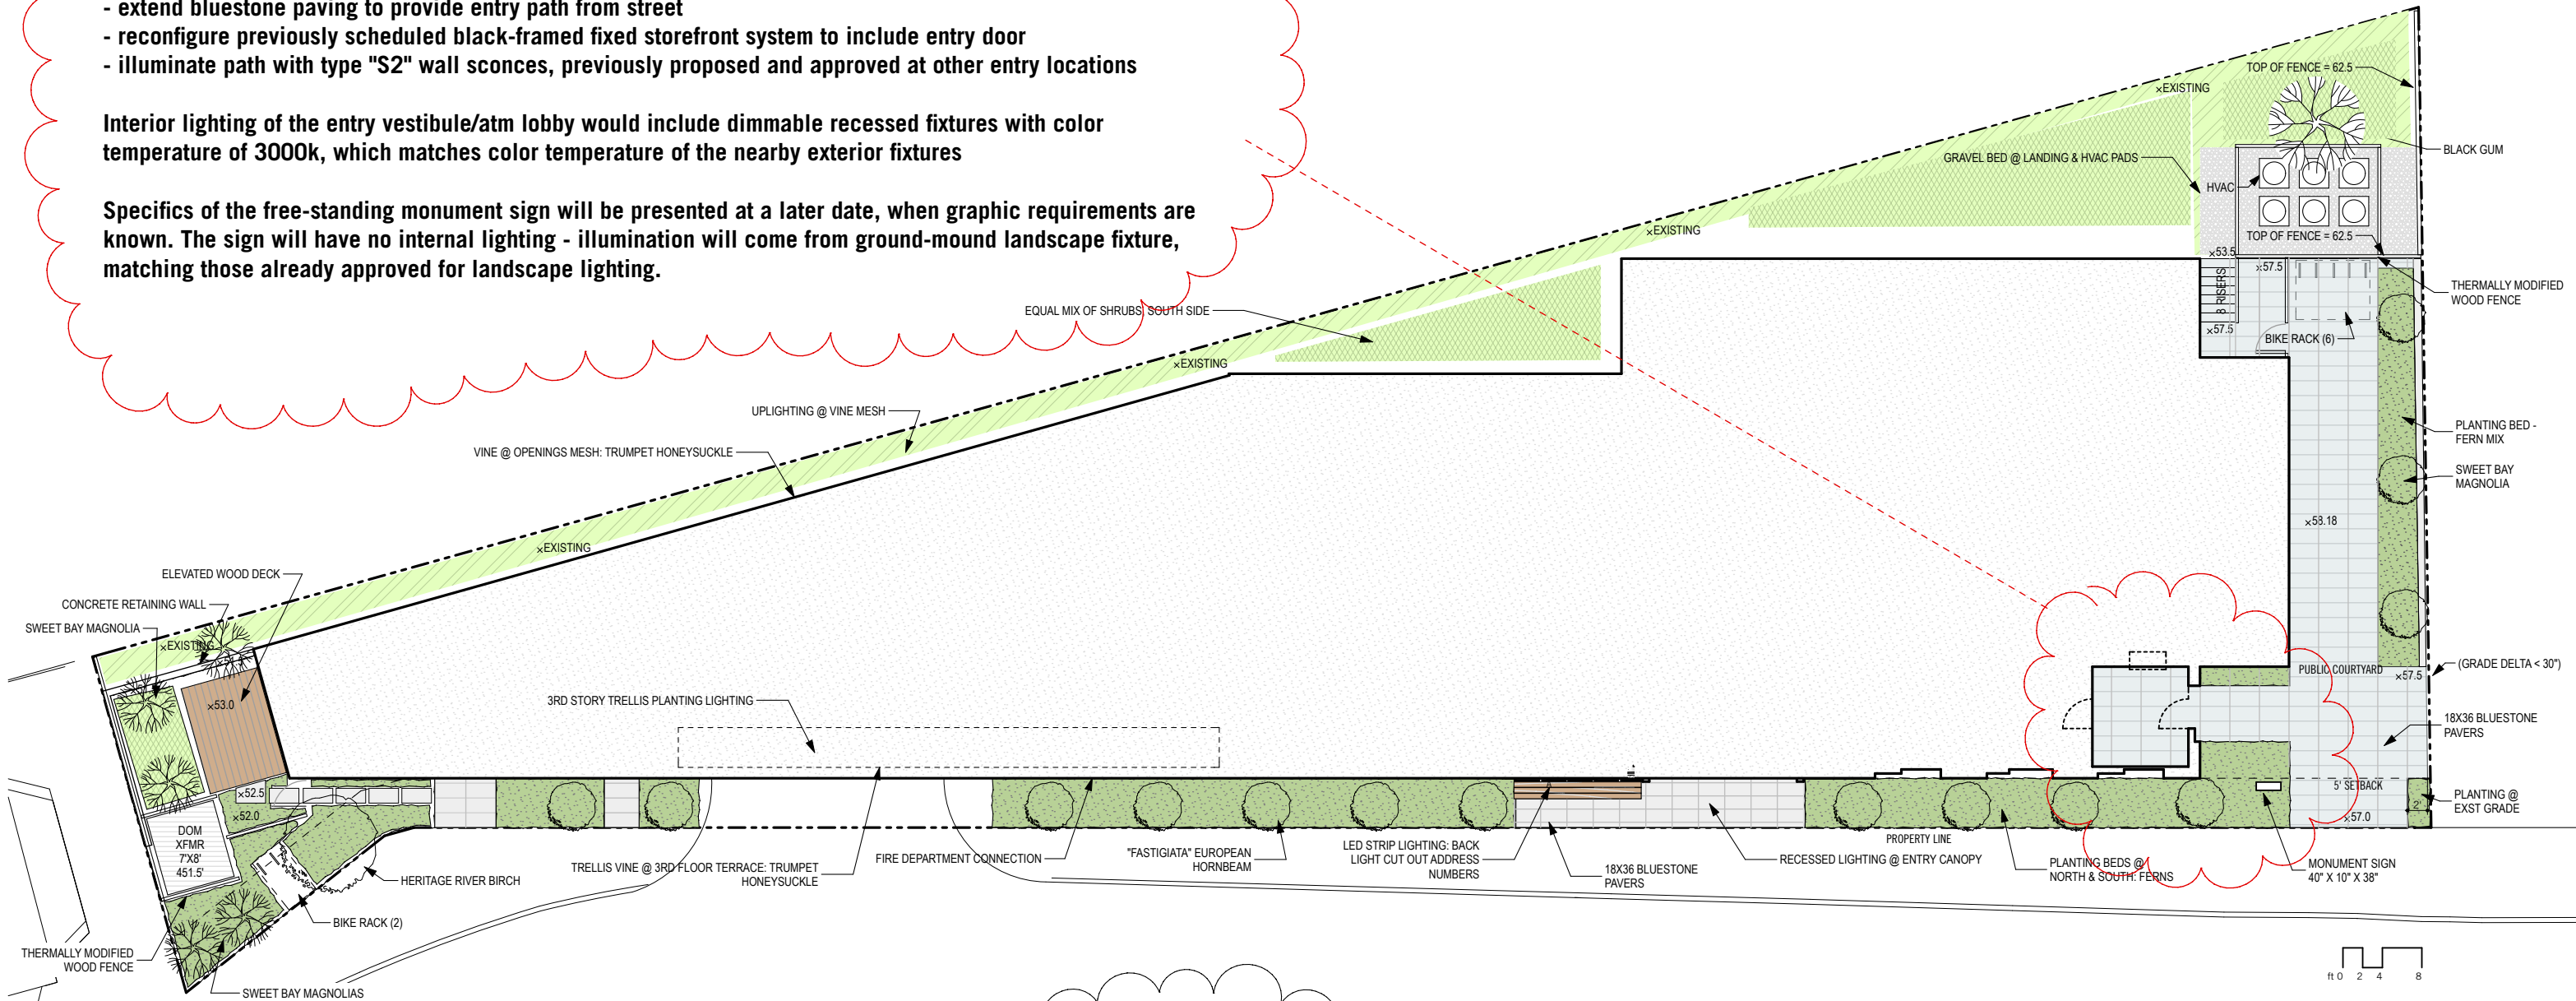 - extend bluestone paving to provide entry path from street
- reconfigure previously scheduled black-framed fixed storefront system to include entry door
- illuminate path with type "S2" wall sconces, previously proposed and approved at other entry locations
Interior lighting of the entry vestibule/atm lobby would include dimmable recessed fixtures with color
temperature of 3000k, which matches color temperature of the nearby exterior fixtures
Specifics of the free-standing monument sign will be presented at a later date, when graphic requirements are
known. The sign will have no internal lighting - illumination will come from ground-mound landscape fixture,
matching those already approved for landscape lighting.
TOP OF FENCE = 62.5
×EXISTING
BLACK GUM
GRAVEL BED @ LANDING & HVAC PADS
HVAC
×EXISTING
TOP OF FENCE = 62.5
×53.5
×57.5
8 RISERS
THERMALLY MODIFIED
WOOD FENCE
EQUAL MIX OF SHRUBS, SOUTH SIDE
×57.5
BIKE RACK (6)
×EXISTING
UPLIGHTING @ VINE MESH
PLANTING BED -
FERN MIX
VINE @ OPENINGS MESH: TRUMPET HONEYSUCKLE
SWEET BAY
MAGNOLIA
×58.18
×EXISTING
ELEVATED WOOD DECK
CONCRETE RETAINING WALL
SWEET BAY MAGNOLIA
×EXISTING
PUBLIC COURTYARD
×57.5
(GRADE DELTA < 30")
×53.0
3RD STORY TRELLIS PLANTING LIGHTING
18X36 BLUESTONE
PAVERS
5' SETBACK
×52.5
PLANTING @
EXST GRADE
2'
×52.0
×57.0
DOM
XFMR
7'X8'
451.5'
PROPERTY LINE
TRELLIS VINE @ 3RD FLOOR TERRACE: TRUMPET
HONEYSUCKLE
FIRE DEPARTMENT CONNECTION
"FASTIGIATA" EUROPEAN
HORNBEAM
LED STRIP LIGHTING: BACK
LIGHT CUT OUT ADDRESS
NUMBERS
18X36 BLUESTONE
PAVERS
RECESSED LIGHTING @ ENTRY CANOPY
PLANTING BEDS @
NORTH & SOUTH: FERNS
MONUMENT SIGN
40" X 10" X 38"
HERITAGE RIVER BIRCH
BIKE RACK (2)
THERMALLY MODIFIED
WOOD FENCE
SWEET BAY MAGNOLIAS
ft 0 2 4 8